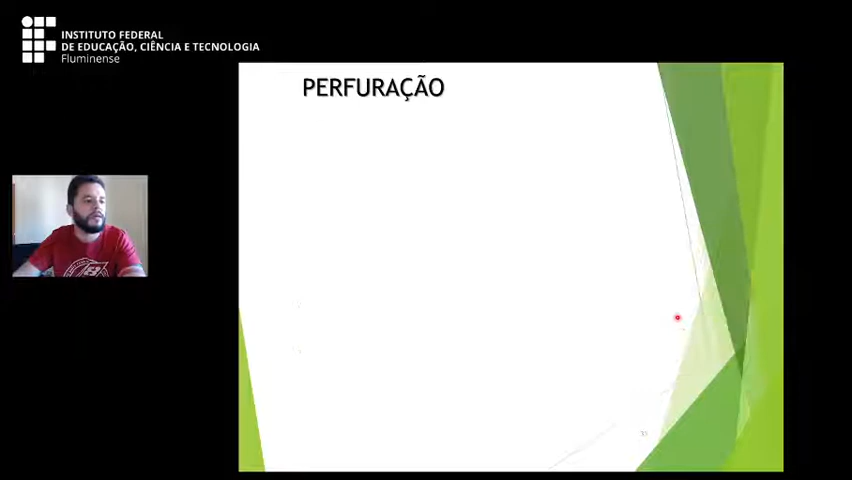 INSTITUTO FEDERAL
DE EDUCAÇÃO, CIÊNCIA E TECNOLOGIA
Fluminense
PERFURAÇÃO